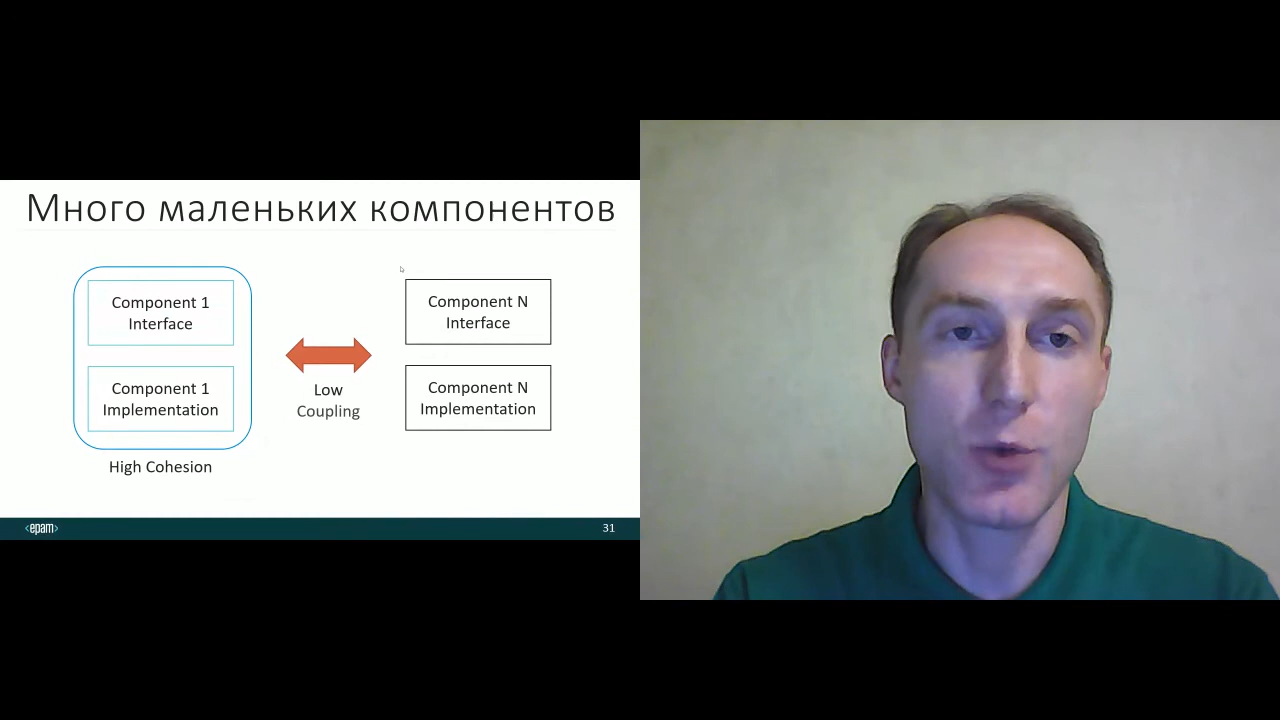 Много маленьких компонентов
Component 1
Interface
Component 1
Implementation
High Cohesion
Low
Coupling
Component N
Interface
Component N
Implementation
<epam>
31